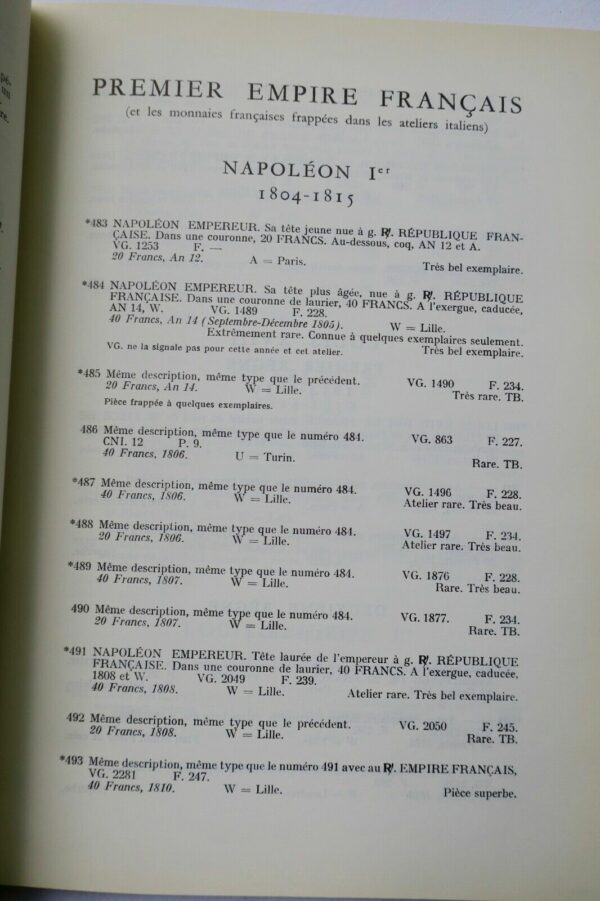 pé-
un
re.
PREMIER EMPIRE FRANÇAIS
(et les monnaies françaises frappées dans les ateliers italiens)
NAPOLÉON Ier
1804-1815
*483 NAPOLÉON EMPEREUR. Sa tête jeune nue à g. R/. RÉPUBLIQUE FRAN-
ÇAISE. Dans une couronne, 20 FRANCS. Au-dessous, coq, AN 12 et A.
VG. 1253 F. —
20 Francs, An 12. A = Paris. Très bel exemplaire.
*484 NAPOLÉON EMPEREUR. Sa tête plus âgée, nue à g. R/. RÉPUBLIQUE
FRANÇAISE. Dans une couronne de laurier, 40 FRANCS. A l'exergue, caducée,
AN 14, W. VG. 1489 F. 228.
40 Francs, An 14 (Septembre-Décembre 1805). W = Lille.
Extrêmement rare. Connue à quelques exemplaires seulement.
VG. ne la signale pas pour cette année et cet atelier. Très bel exemplaire.
*485 Même description, même type que le précédent. VG. 1490 F. 234.
20 Francs, An 14. W = Lille. Très rare. TB.
Pièce frappée à quelques exemplaires.
486 Même description, même type que le numéro 484. VG. 863 F. 227.
CNI. 12 P. 9.
40 Francs, 1806. U = Turin. Rare. TB.
*487 Même description, même type que le numéro 484. VG. 1496 F. 228.
40 Francs, 1806. W = Lille. Atelier rare. Très beau.
*488 Même description, même type que le numéro 484. VG. 1497 F. 234.
20 Francs, 1806. W = Lille. Atelier rare. Très beau.
*489 Même description, même type que le numéro 484. VG. 1876 F. 228.
40 Francs, 1807. W = Lille. Rare. Très beau.
490 Même description, même type que le numéro 484. VG. 1877. F. 234.
20 Francs, 1807. W = Lille. Rare. TB.
*491 NAPOLÉON EMPEREUR. Tête laurée de l'empereur à g. R/. RÉPUBLIQUE
FRANÇAISE. Dans une couronne de laurier, 40 FRANCS. A l'exergue, caducée,
1808 et W. VG. 2049 F. 239.
40 Francs, 1808. W = Lille. Atelier rare. Très bel exemplaire.
492 Même description, même type que le précédent. VG. 2050 F. 245.
20 Francs, 1808. W = Lille. Rare. TB.
*493 Même description, même type que le numéro 491 avec au R/. EMPIRE FRANÇAIS,
VG. 2281 F. 247.
40 Francs, 1810. W = Lille. Pièce superbe.